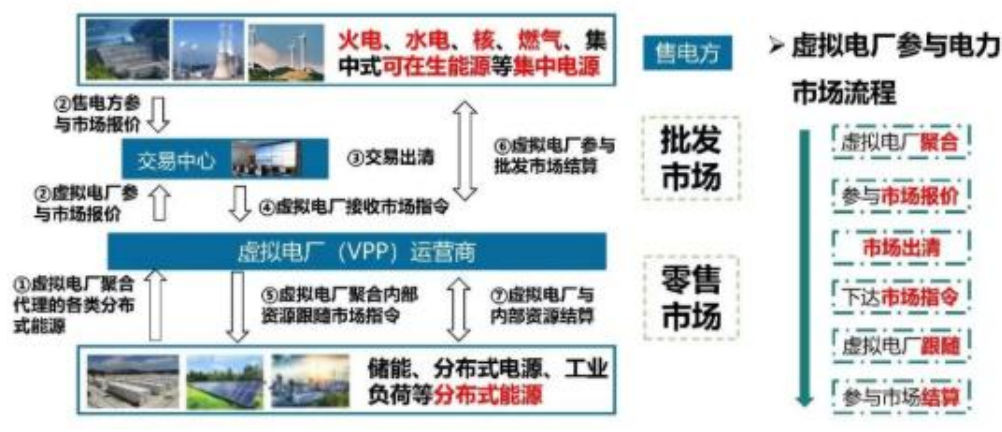 火电、水电、核、燃气、集
中式可在生能源等集中电源
售电方
②售电方参
与市场报价
交易中心
③交易出清
⑥虚拟电厂参与
批发市场结算
批发
市场
②虚拟电厂参
与市场报价
④虚拟电厂接收市场指令
虚拟电厂（VPP）运营商
①虚拟电厂聚合
代理的各类分布
式能源
⑤虚拟电厂聚合内部
资源跟随市场指令
⑦虚拟电厂与
内部资源结算
零售
市场
储能、分布式电源、工业
负荷等分布式能源
➢ 虚拟电厂参与电力
市场流程
虚拟电厂聚合
参与市场报价
市场出清
下达市场指令
虚拟电厂跟随
参与市场结算